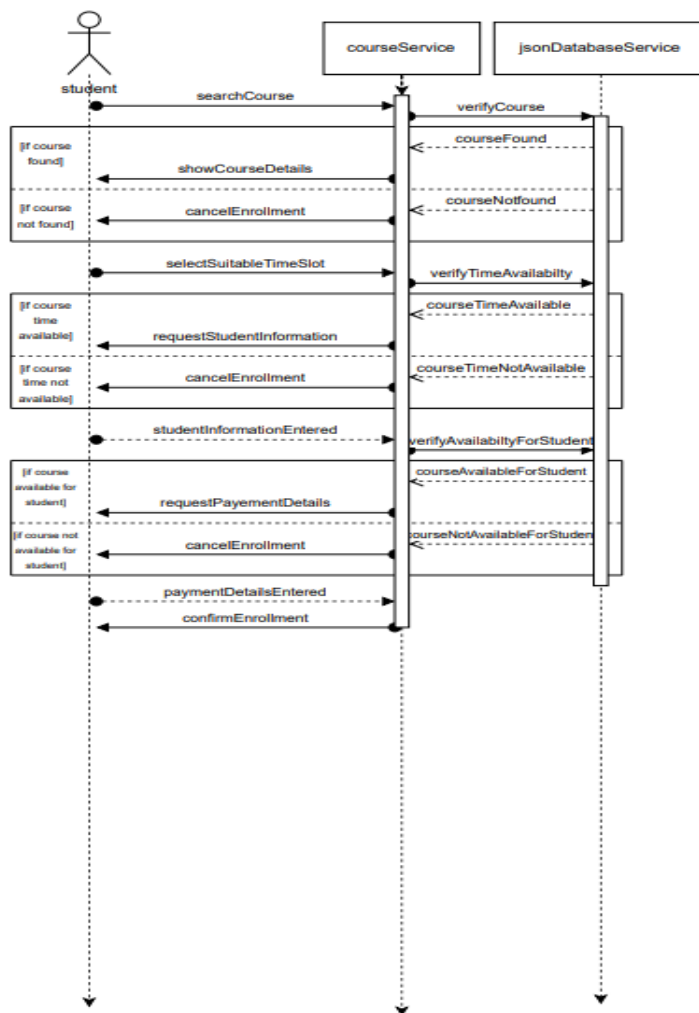 courseService
jsonDatabaseService
student
searchCourse
verifyCourse
[if course
found]
courseFound
showCourseDetails
[if course
not found]
courseNotfound
cancelEnrollment
selectSuitableTimeSlot
verifyTimeAvailabilty
[if course
time
available]
courseTimeAvailable
requestStudentInformation
[if course
time not
available]
courseTimeNotAvailable
cancelEnrollment
studentInformationEntered
verifyAvailabiltyForStudent
[if course
available for
student]
courseAvailableForStudent
requestPayementDetails
[if course not
available for
student]
courseNotAvailableForStudent
cancelEnrollment
paymentDetailsEntered
confirmEnrollment